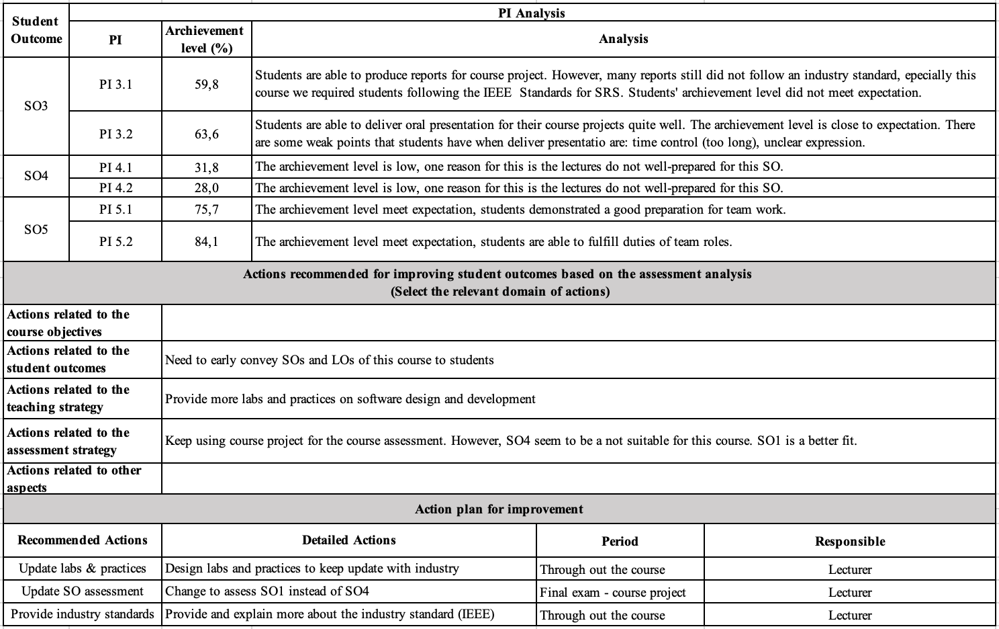 Student
Outcome
PI Analysis
PI
Archievement
level (%)
Analysis
SO3
PI 3.1
59,8
Students are able to produce reports for course project. However, many reports still did not follow an industry standard, epecially this
course we required students following the IEEE  Standards for SRS. Students' archievement level did not meet expectation.
PI 3.2
63,6
Students are able to deliver oral presentation for their course projects quite well. The archievement level is close to expectation. There
are some weak points that students have when deliver presentatio are: time control (too long), unclear expression.
SO4
PI 4.1
31,8
The archievement level is low, one reason for this is the lectures do not well-prepared for this SO.
PI 4.2
28,0
The archievement level is low, one reason for this is the lectures do not well-prepared for this SO.
SO5
PI 5.1
75,7
The archievement level meet expectation, students demonstrated a good preparation for team work.
PI 5.2
84,1
The archievement level meet expectation, students are able to fulfill duties of team roles.
Actions recommended for improving student outcomes based on the assessment analysis
(Select the relevant domain of actions)
Actions related to the
course objectives
Actions related to the
student outcomes
Need to early convey SOs and LOs of this course to students
Actions related to the
teaching strategy
Provide more labs and practices on software design and development
Actions related to the
assessment strategy
Keep using course project for the course assessment. However, SO4 seem to be a not suitable for this course. SO1 is a better fit.
Actions related to other
aspects
Action plan for improvement
Recommended Actions
Detailed Actions
Period
Responsible
Update labs & practices
Design labs and practices to keep update with industry
Through out the course
Lecturer
Update SO assessment
Change to assess SO1 instead of SO4
Final exam - course project
Lecturer
Provide industry standards
Provide and explain more about the industry standard (IEEE)
Through out the course
Lecturer